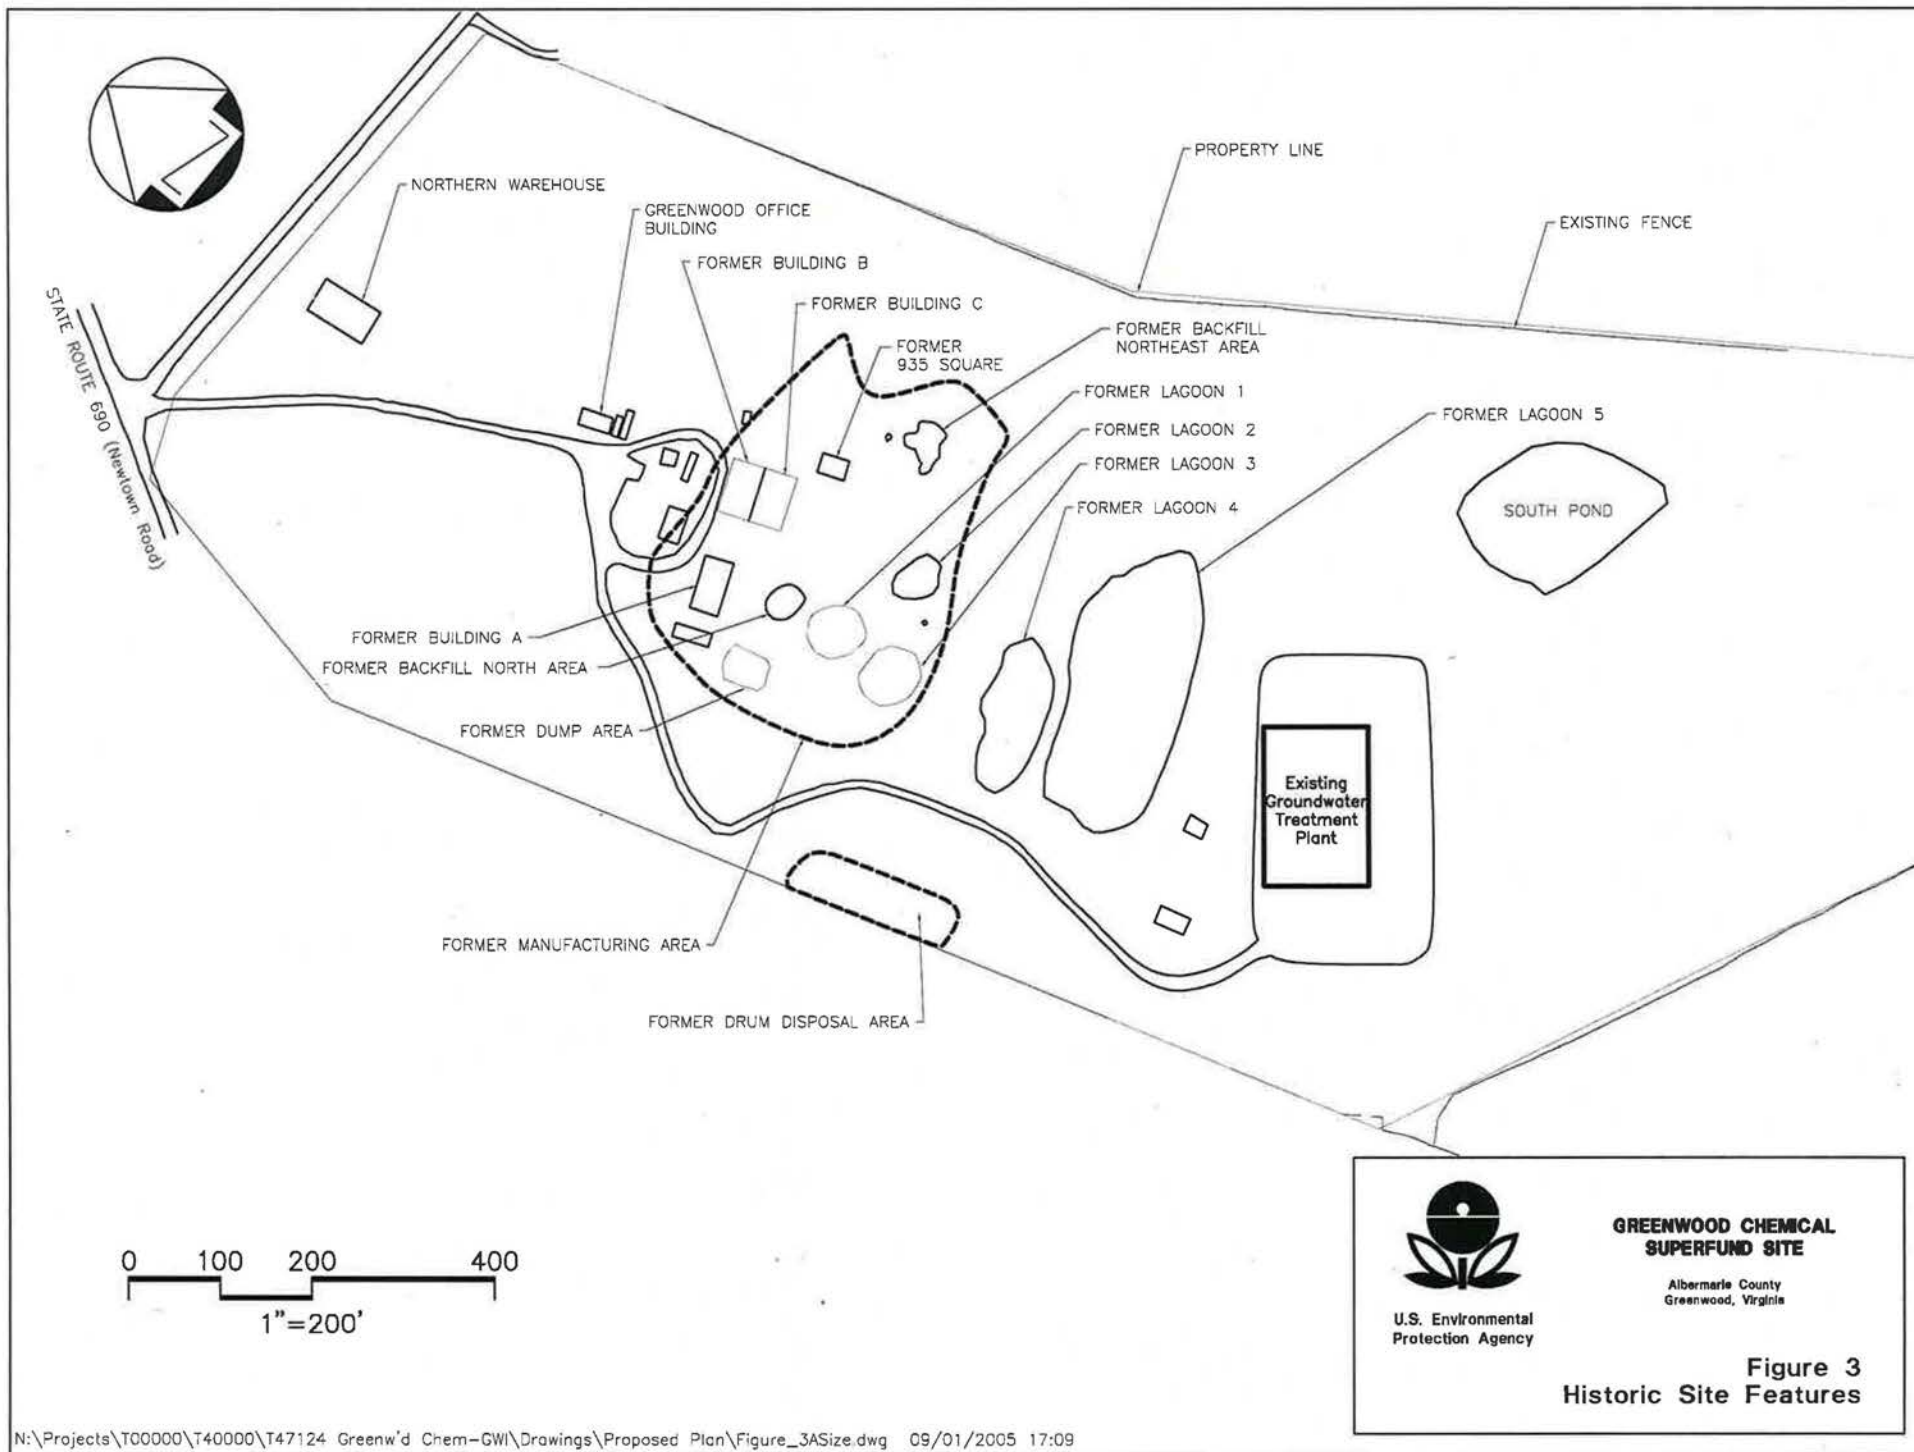 PROPERTY LINE
NORTHERN WAREHOUSE
GREENWOOD OFFICE
BUILDING
EXISTING FENCE
FORMER BUILDING B
FORMER BUILDING C
STATE ROUTE 690 (Newtown Road)
FORMER BACKFILL
NORTHEAST AREA
FORMER
935 SQUARE
FORMER LAGOON 1
FORMER LAGOON 5
FORMER LAGOON 2
FORMER LAGOON 3
FORMER LAGOON 4
SOUTH POND
FORMER BUILDING A
FORMER BACKFILL NORTH AREA
FORMER DUMP AREA
Existing
Groundwater
Treatment
Plant
FORMER MANUFACTURING AREA
FORMER DRUM DISPOSAL AREA
0 100 200 400
1"=200'
GREENWOOD CHEMICAL
SUPERFUND SITE
Albermarle County
Greenwood, Virginia
U.S. Environmental
Protection Agency
Figure 3
Historic Site Features
N:\Projects\T00000\T40000\T47124 Greenw'd Chem-GWI\Drawings\Proposed Plan\Figure_3ASize.dwg 09/01/2005 17:09